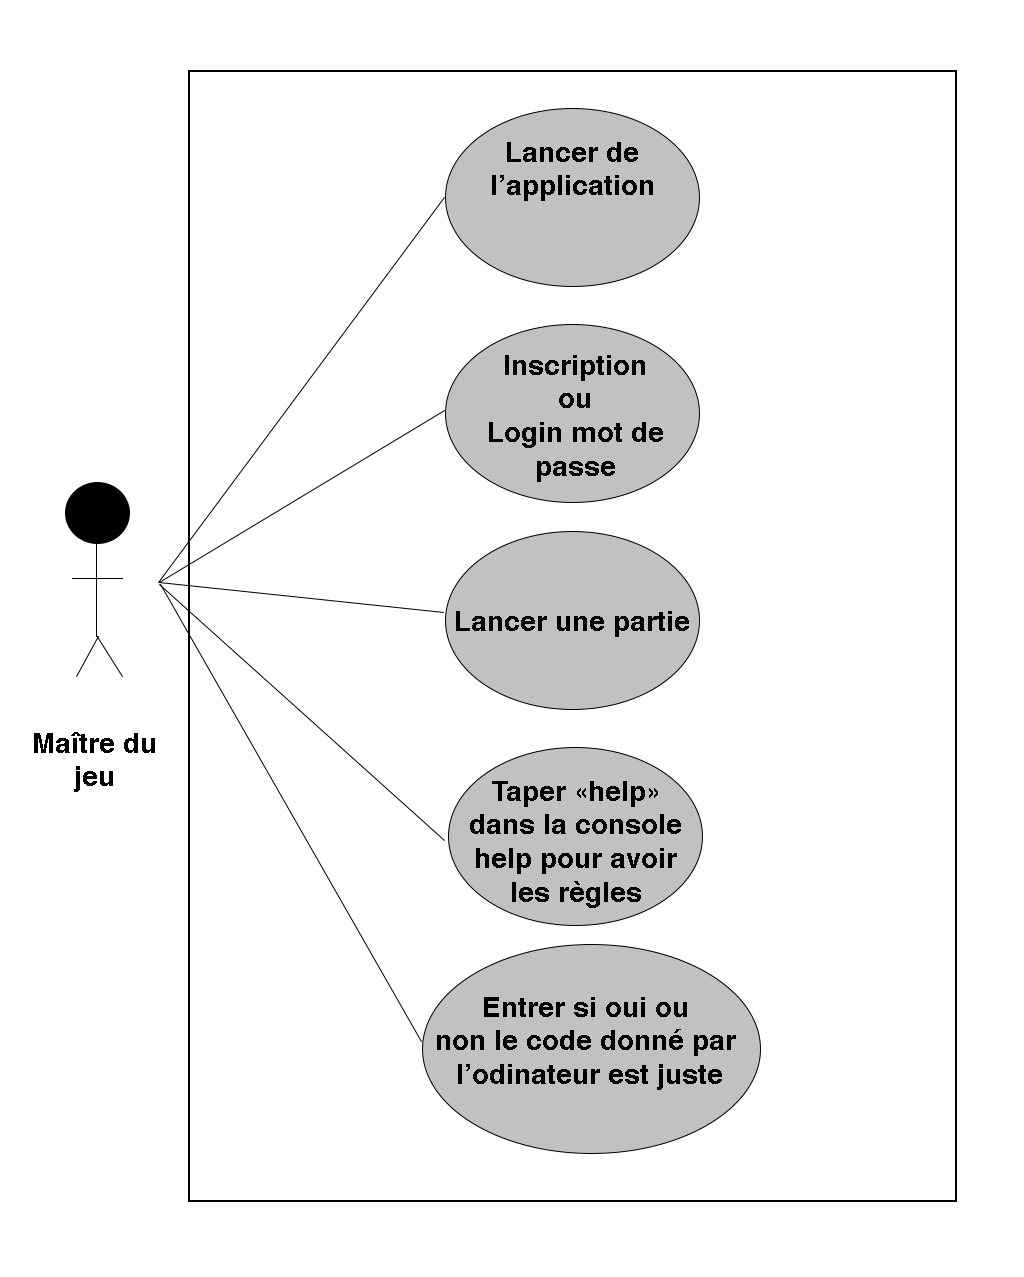 Lancer de
l’application
Inscription
ou
Login mot de
passe
Lancer une partie
Maître du
jeu
Taper «help»
dans la console
help pour avoir
les règles
Entrer si oui ou
non le code donné par
l’odinateur est juste